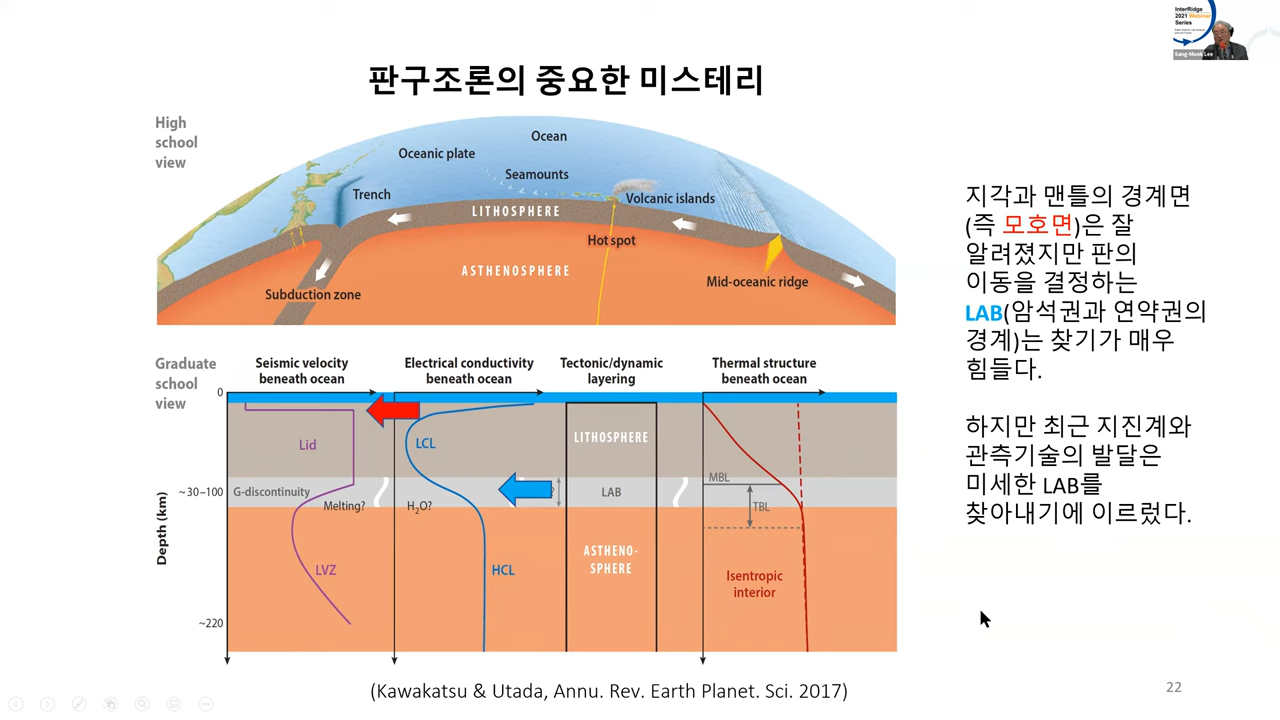 InterRidge
2021 Webinar
Series
Sang-Mook Lee
판구조론의 중요한 미스테리
High
school
view
Ocean
Oceanic plate
Seamounts
Trench
Volcanic islands
LITHOSPHERE
Hot spot
ASTHENOSPHERE
Mid-oceanic ridge
Subduction zone
지각과 맨틀의 경계면
(즉 모호면)은 잘
알려졌지만 판의
이동을 결정하는
LAB(암석권과 연약권의
경계)는 찾기가 매우
힘들다.
하지만 최근 지진계와
관측기술의 발달은
미세한 LAB를
찾아내기에 이르렀다.
Graduate
school
view
Seismic velocity
beneath ocean
Electrical conductivity
beneath ocean
Tectonic/dynamic
layering
Thermal structure
beneath ocean
0
Lid
LCL
LITHOSPHERE
MBL
~30–100
G-discontinuity
?
LAB
Melting?
H₂O?
TBL
Depth (km)
LVZ
HCL
ASTHENO-
SPHERE
Isentropic
interior
~220
(Kawakatsu & Utada, Annu. Rev. Earth Planet. Sci. 2017)
22